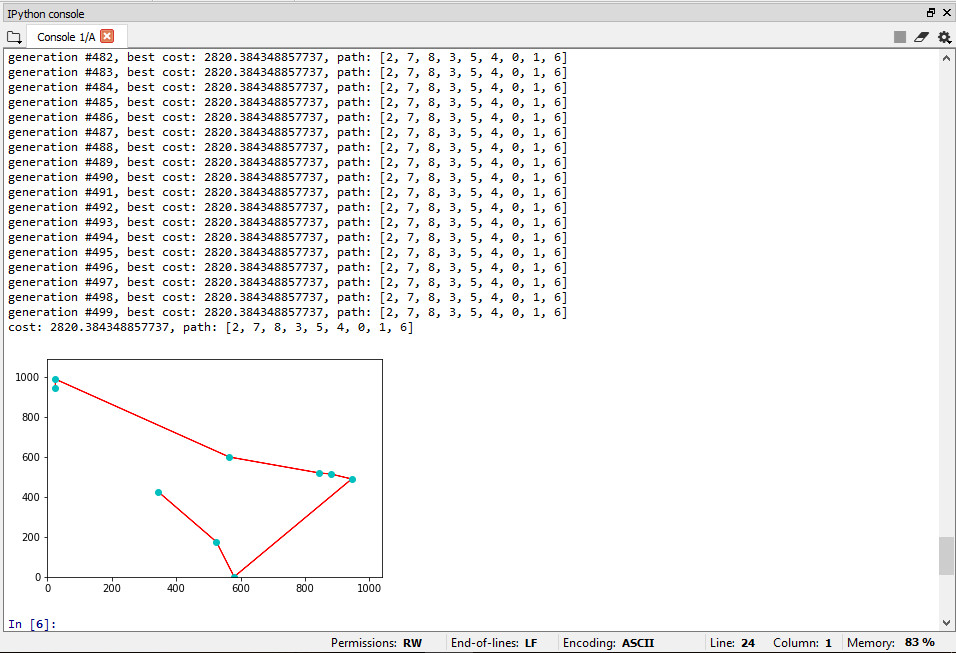 IPython console
Console 1/A
generation #482, best cost: 2820.384348857737, path: [2, 7, 8, 3, 5, 4, 0, 1, 6]
generation #483, best cost: 2820.384348857737, path: [2, 7, 8, 3, 5, 4, 0, 1, 6]
generation #484, best cost: 2820.384348857737, path: [2, 7, 8, 3, 5, 4, 0, 1, 6]
generation #485, best cost: 2820.384348857737, path: [2, 7, 8, 3, 5, 4, 0, 1, 6]
generation #486, best cost: 2820.384348857737, path: [2, 7, 8, 3, 5, 4, 0, 1, 6]
generation #487, best cost: 2820.384348857737, path: [2, 7, 8, 3, 5, 4, 0, 1, 6]
generation #488, best cost: 2820.384348857737, path: [2, 7, 8, 3, 5, 4, 0, 1, 6]
generation #489, best cost: 2820.384348857737, path: [2, 7, 8, 3, 5, 4, 0, 1, 6]
generation #490, best cost: 2820.384348857737, path: [2, 7, 8, 3, 5, 4, 0, 1, 6]
generation #491, best cost: 2820.384348857737, path: [2, 7, 8, 3, 5, 4, 0, 1, 6]
generation #492, best cost: 2820.384348857737, path: [2, 7, 8, 3, 5, 4, 0, 1, 6]
generation #493, best cost: 2820.384348857737, path: [2, 7, 8, 3, 5, 4, 0, 1, 6]
generation #494, best cost: 2820.384348857737, path: [2, 7, 8, 3, 5, 4, 0, 1, 6]
generation #495, best cost: 2820.384348857737, path: [2, 7, 8, 3, 5, 4, 0, 1, 6]
generation #496, best cost: 2820.384348857737, path: [2, 7, 8, 3, 5, 4, 0, 1, 6]
generation #497, best cost: 2820.384348857737, path: [2, 7, 8, 3, 5, 4, 0, 1, 6]
generation #498, best cost: 2820.384348857737, path: [2, 7, 8, 3, 5, 4, 0, 1, 6]
generation #499, best cost: 2820.384348857737, path: [2, 7, 8, 3, 5, 4, 0, 1, 6]
cost: 2820.384348857737, path: [2, 7, 8, 3, 5, 4, 0, 1, 6]
1000
800
600
400
200
0
0 200 400 600 800 1000
In [6]:
Permissions: RW End-of-lines: LF Encoding: ASCII Line: 24 Column: 1 Memory: 83 %